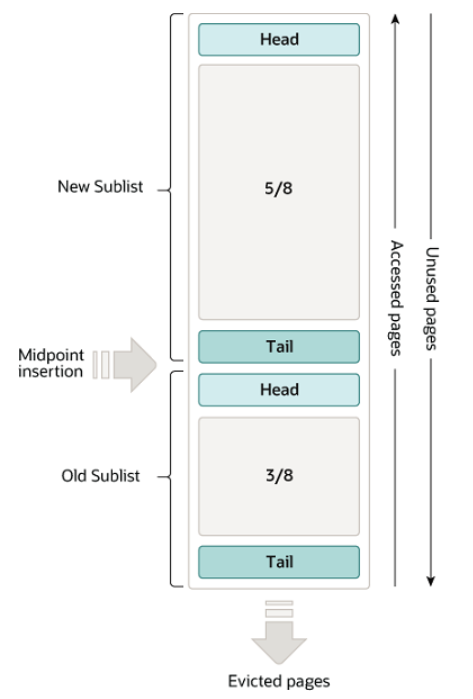 Head
New Sublist
5/8
Accessed pages
Unused pages
Tail
Midpoint
insertion
Head
Old Sublist
3/8
Tail
Evicted pages